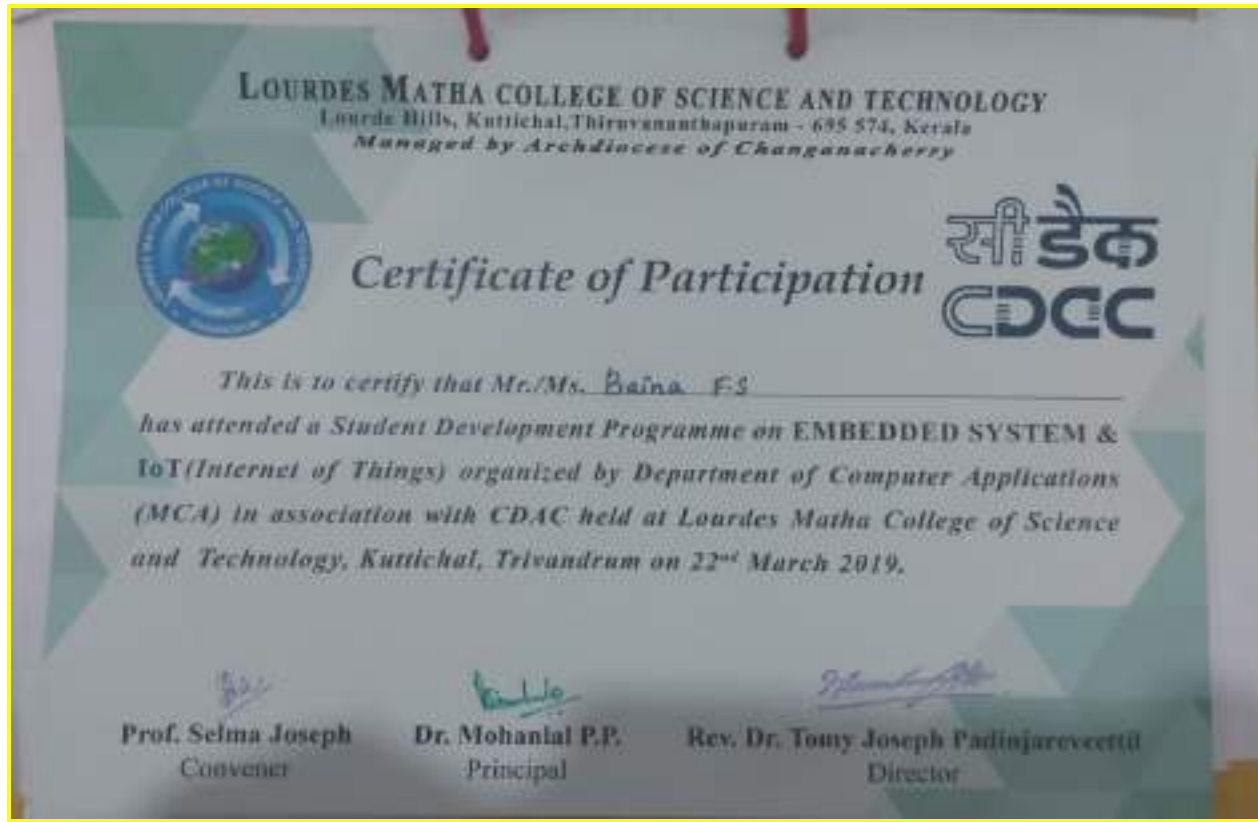 LOURDES MATHA COLLEGE OF SCIENCE AND TECHNOLOGY
Lourde Hills, Kuttichal,Thiruvananthapuram - 695 574, Kerala
Managed by Archdiocese of Changanacherry
सी डैक
CDAC
Certificate of Participation
This is to certify that Mr./Ms. Baina F S
has attended a Student Development Programme on EMBEDDED SYSTEM &
IoT(Internet of Things) organized by Department of Computer Applications
(MCA) in association with CDAC held at Lourdes Matha College of Science
and Technology, Kuttichal, Trivandrum on 22nd March 2019.
Prof. Selma Joseph
Convener
Dr. Mohanlal P.P.
Principal
Rev. Dr. Tomy Joseph Padinjareveettil
Director